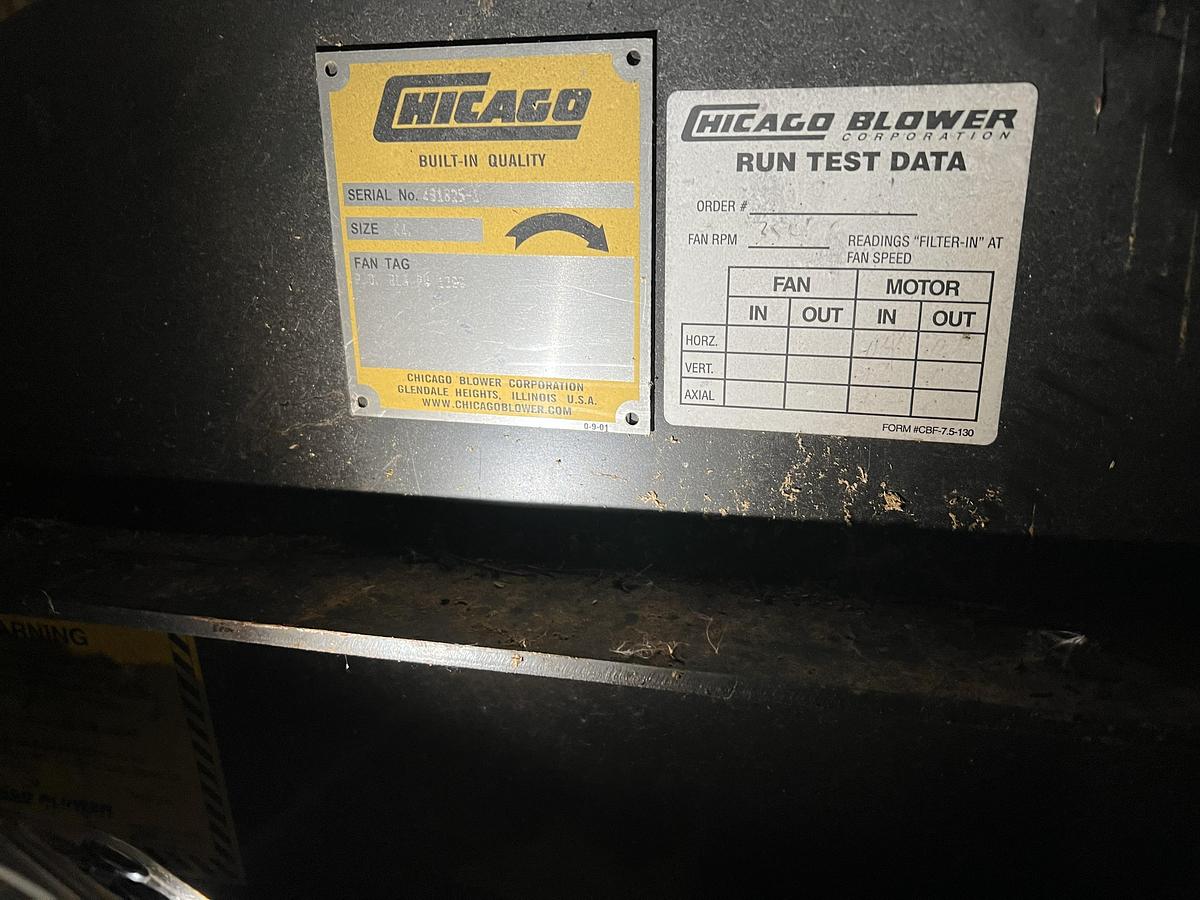 CHICAGO
BUILT-IN QUALITY
SERIAL No.
SIZE
FAN TAG
CHICAGO BLOWER CORPORATION
GLENDALE HEIGHTS, ILLINOIS U.S.A.
WWW.CHICAGOBLOWER.COM
0-9-01
CHICAGO BLOWER
CORPORATION
RUN TEST DATA
ORDER #
FAN RPM READINGS "FILTER-IN" AT
FAN SPEED
FAN MOTOR
IN OUT IN OUT
HORZ.
VERT.
AXIAL
FORM #CBF-7.5-130
ARNING
BLOWER